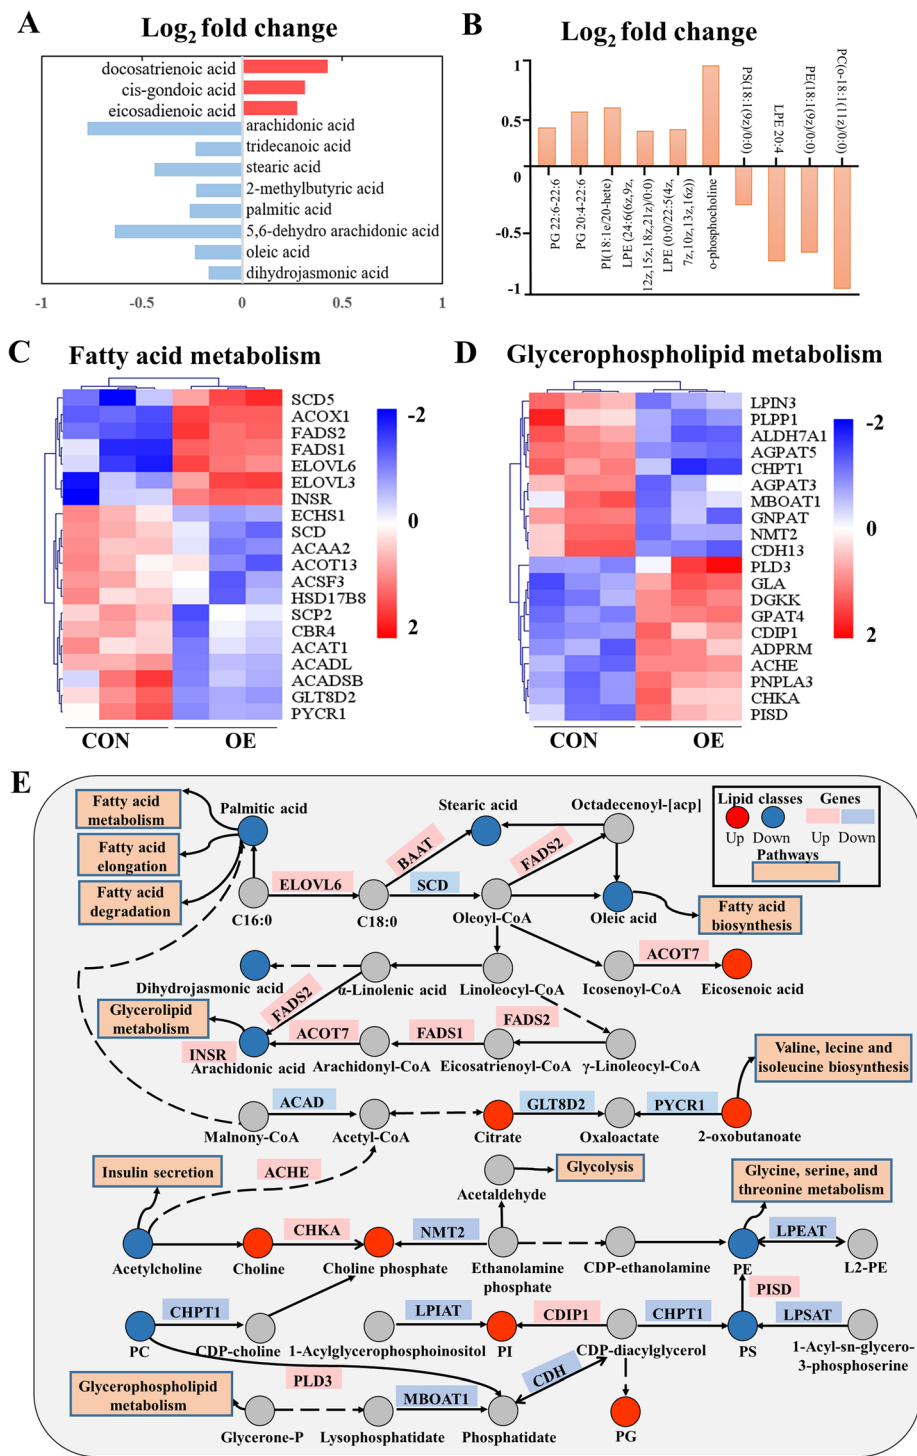 A
Log2 fold change
docosatrienoic acid
cis-gondoic acid
eicosadienoic acid
arachidonic acid
tridecanoic acid
stearic acid
2-methylbutyric acid
palmitic acid
5,6-dehydro arachidonic acid
oleic acid
dihydrojasmonic acid
-1
-0.5
0
0.5
1
B
Log2 fold change
1
0.5
0
-0.5
-1
PG 22:6-22:6
PG 20:4-22:6
PI(18:1e/20-hete)
LPE (24:6(6z,9z,
12z,15z,18z,21z)/0:0)
LPE (0:0/22:5(4z,
7z,10z,13z,16z))
o-phosphocholine
PS(18:1(9z)/0:0)
LPE 20:4
PE(18:1(9z)/0:0)
PC(o-18:1(11z)/0:0)
C
Fatty acid metabolism
SCD5
ACOX1
FADS2
FADS1
ELOVL6
ELOVL3
INSR
ECHS1
SCD
ACAA2
ACOT13
ACSF3
HSD17B8
SCP2
CBR4
ACAT1
ACADL
ACADSB
GLT8D2
PYCR1
-2
0
2
CON
OE
D
Glycerophospholipid metabolism
LPIN3
PLPP1
ALDH7A1
AGPAT5
CHPT1
AGPAT3
MBOAT1
GNPAT
NMT2
CDH13
PLD3
GLA
DGKK
GPAT4
CDIP1
ADPRM
ACHE
PNPLA3
CHKA
PISD
-2
0
2
CON
OE
E
Fatty acid
metabolism
Fatty acid
elongation
Fatty acid
degradation
Palmitic acid
Stearic acid
Octadecenoyl-[acp]
Lipid classes
Genes
Up
Down
Up
Down
Pathways
BAAT
FADS2
ELOVL6
SCD
C16:0
C18:0
Oleoyl-CoA
Oleic acid
Fatty acid
biosynthesis
ACOT7
Dihydrojasmonic acid
α-Linolenic acid
Linoleocyl-CoA
Icosenoyl-CoA
Eicosenoic acid
FADS2
Glycerolipid
metabolism
INSR
ACOT7
FADS1
FADS2
Arachidonic acid
Arachidonyl-CoA
Eicosatrienoyl-CoA
γ-Linoleocyl-CoA
Valine, lecine and
isoleucine biosynthesis
ACAD
GLT8D2
PYCR1
Malnony-CoA
Acetyl-CoA
Citrate
Oxaloactate
2-oxobutanoate
Insulin secretion
ACHE
Acetaldehyde
Glycolysis
Glycine, serine, and
threonine metabolism
CHKA
NMT2
LPEAT
Acetylcholine
Choline
Choline phosphate
Ethanolamine
phosphate
CDP-ethanolamine
PE
L2-PE
PISD
CHPT1
LPIAT
CDIP1
CHPT1
LPSAT
PC
CDP-choline
1-Acylglycerophosphoinositol
PI
CDP-diacylglycerol
PS
1-Acyl-sn-glycero-
3-phosphoserine
PLD3
CDH
Glycerophospholipid
metabolism
MBOAT1
Glycerone-P
Lysophosphatidate
Phosphatidate
PG